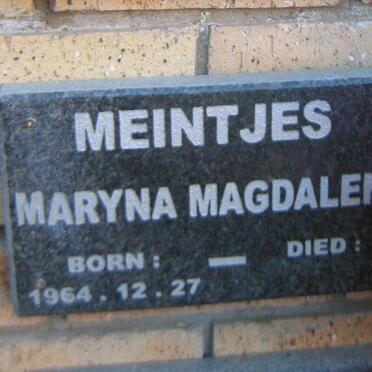 MEINTJES
MARYNA MAGDALEN
BORN : — DIED :
1964 . 12 . 27